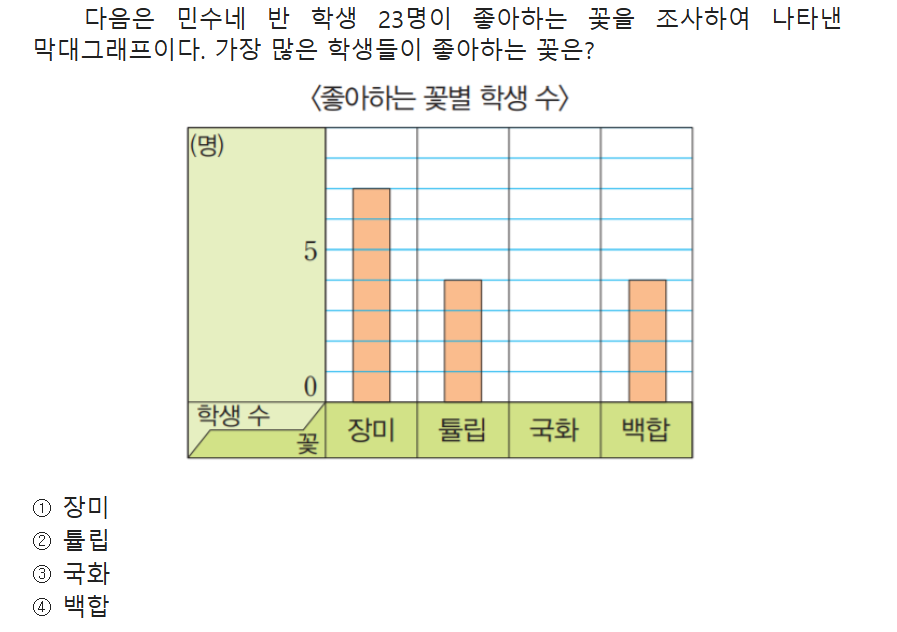 다음은 민수네 반 학생 23명이 좋아하는 꽃을 조사하여 나타낸
막대그래프이다. 가장 많은 학생들이 좋아하는 꽃은?
〈좋아하는 꽃별 학생 수〉
(명)
5
0
학생 수
꽃
장미 튤립 국화 백합
① 장미
② 튤립
③ 국화
④ 백합